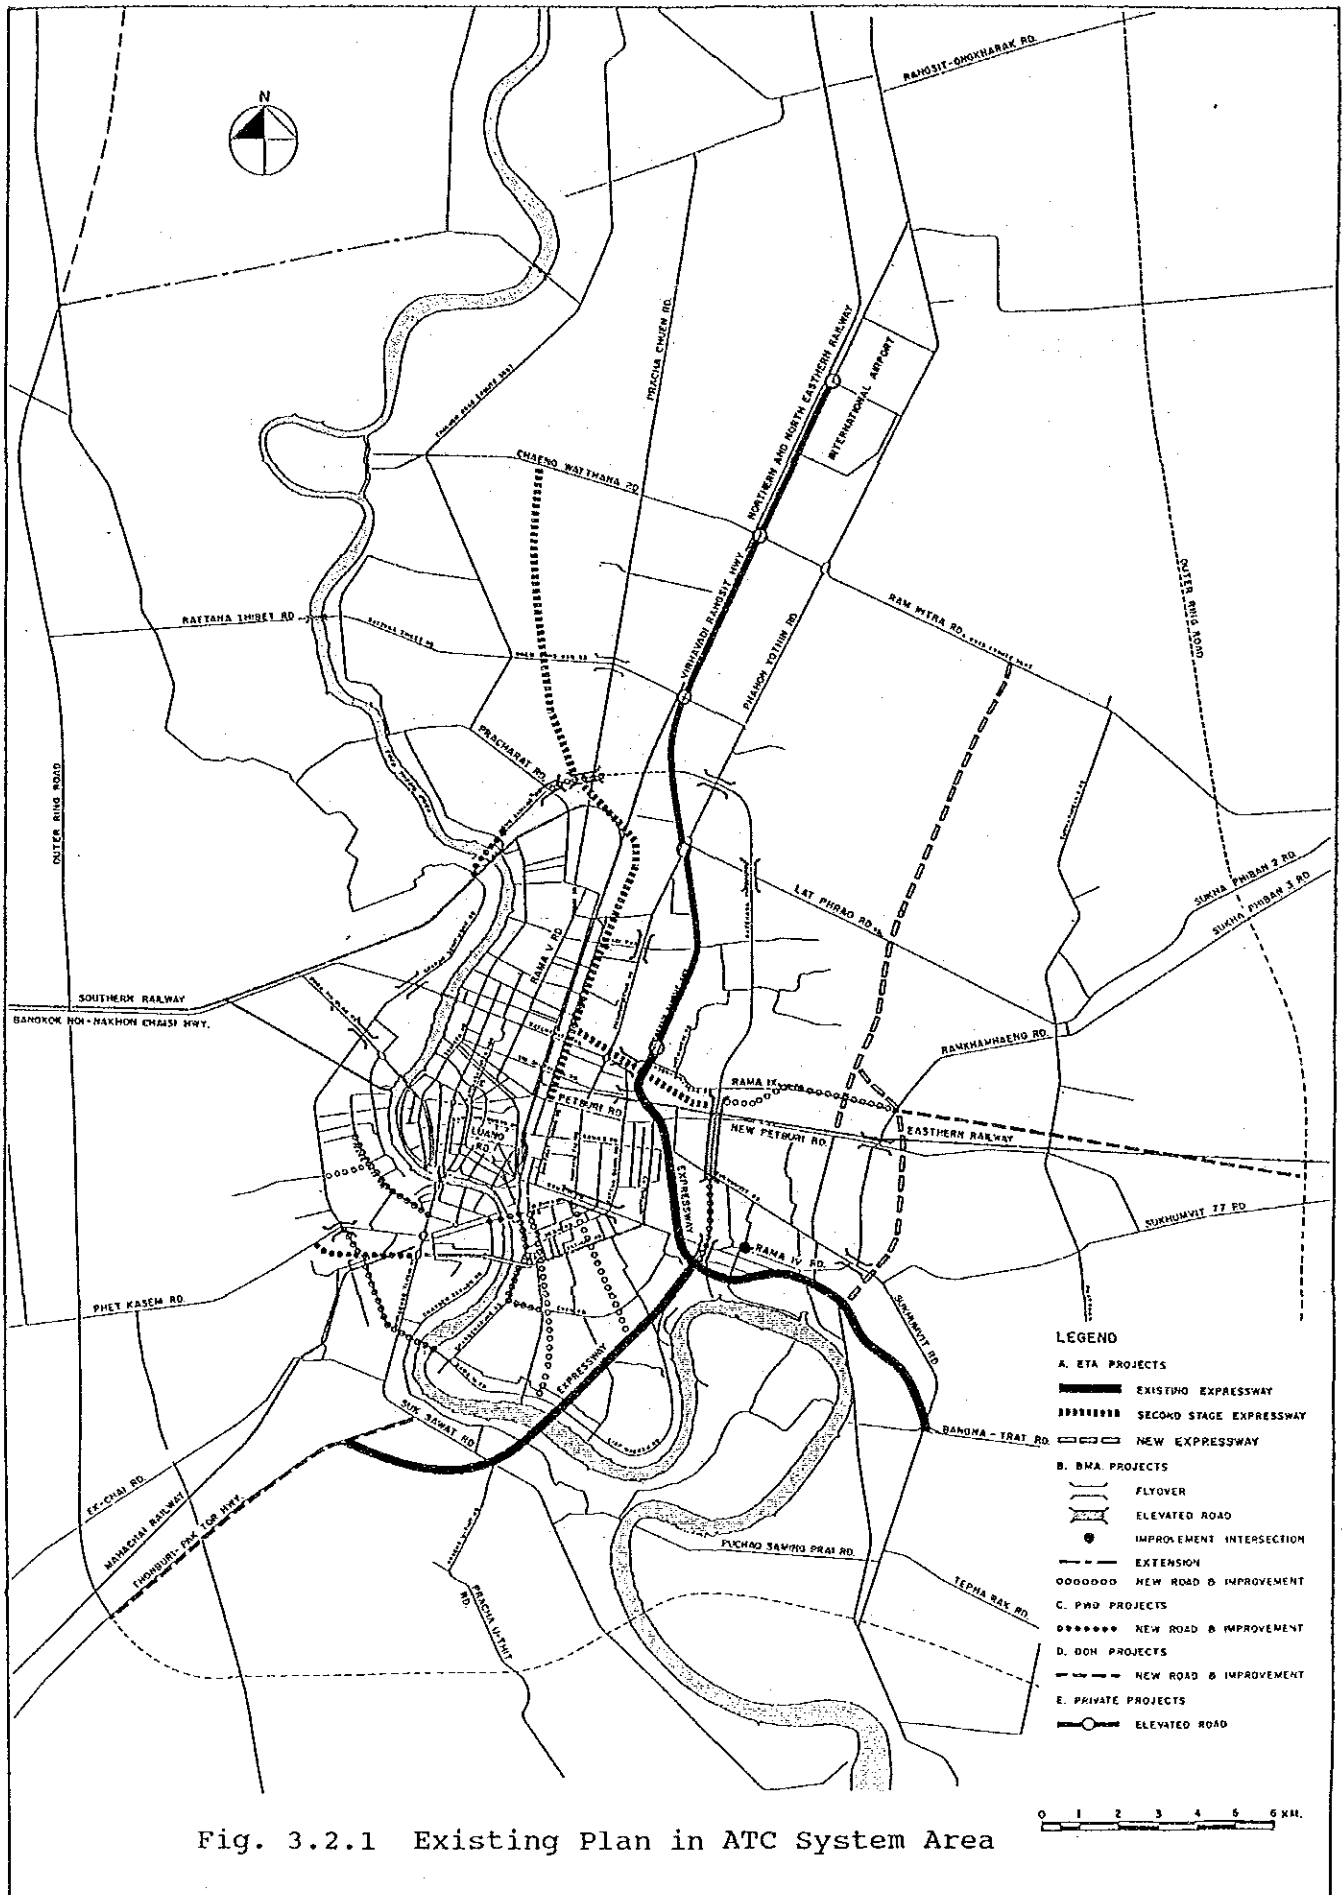 N
RANGSIT-ONGKHARAK RD.
PRACHA CHUEN RD.
NORTHERN AND NORTH EASTHERN RAILWAY
INTERNATIONAL AIRPORT
CHAENG WATTHANA RD.
VIBHAVADI RANGSIT HWY.
PHAHON YOTHIN RD
OUTER RING ROAD
RAM INTRA RD.
RATTANA THIBET RD
RATTANA THIBET RD
PRACHARAT RD.
OUTER RING ROAD
LAT PHRAO RD.
SUKHA PHIBAN 2 RD.
SUKHA PHIBAN 3 RD
RAMA V RD
SOUTHERN RAILWAY
BANGKOK NOI-NAKHON CHAISI HWY.
RAMKHAMHAENG RD.
RAMA IX
PETBURI RD.
NEW PETBURI RD.
EASTHERN RAILWAY
LUANG RD.
EXPRESSWAY
SUKHUMVIT 77 RD
RAMA IV RD.
PHET KASEM RD.
SUKHUMVIT RD
EXPRESSWAY
SUK SAWAT RD
BANGNA-TRAT RD.
EK-CHAI RD.
MAHACHAI RAILWAY
THONBURI-PAK TOR HWY.
PUCHAO SAMING PRAI RD.
TEPHA RAK RD.
PRACHA U-THIT RD.
LEGEND
A. ETA PROJECTS
EXISTING EXPRESSWAY
SECOND STAGE EXPRESSWAY
NEW EXPRESSWAY
B. BMA. PROJECTS
FLYOVER
ELEVATED ROAD
IMPROVEMENT INTERSECTION
EXTENSION
NEW ROAD & IMPROVEMENT
C. PWD PROJECTS
NEW ROAD & IMPROVEMENT
D. DOH PROJECTS
NEW ROAD & IMPROVEMENT
E. PRIVATE PROJECTS
ELEVATED ROAD
0 1 2 3 4 5 6 KM.
Fig. 3.2.1 Existing Plan in ATC System Area